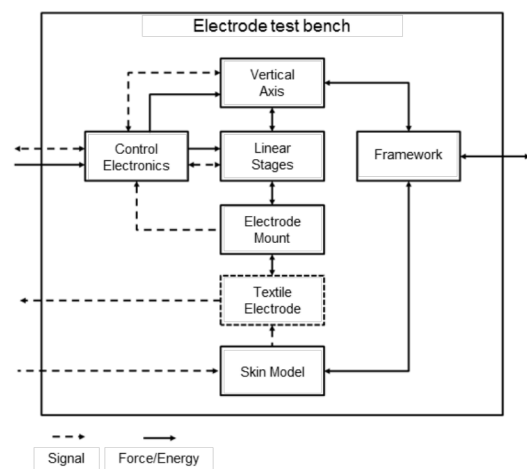 Electrode test bench
Vertical
Axis
Control
Electronics
Linear
Stages
Framework
Electrode
Mount
Textile
Electrode
Skin Model
Signal
Force/Energy